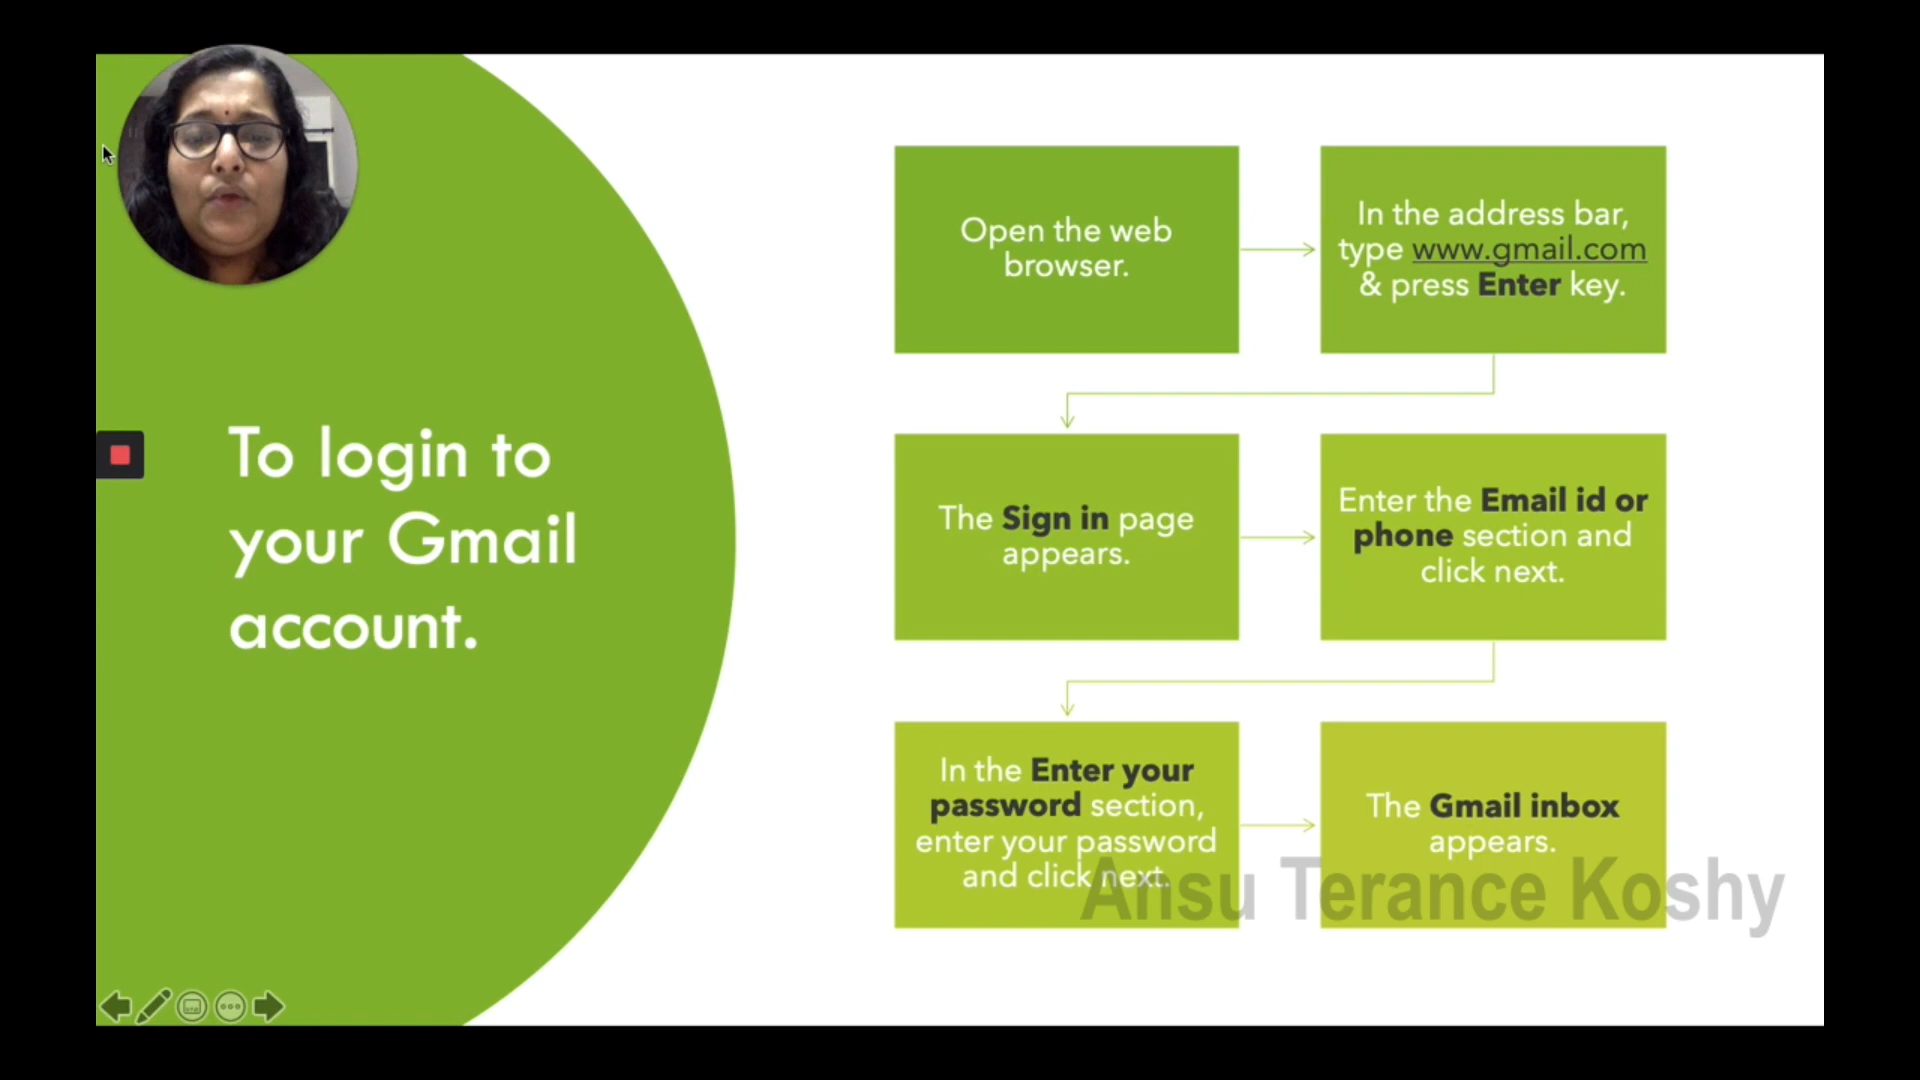 To login to
your Gmail
account.
Open the web
browser.
In the address bar,
type www.gmail.com
& press Enter key.
The Sign in page
appears.
Enter the Email id or
phone section and
click next.
In the Enter your
password section,
enter your password
and click next.
The Gmail inbox
appears.
Ansu Terance Koshy